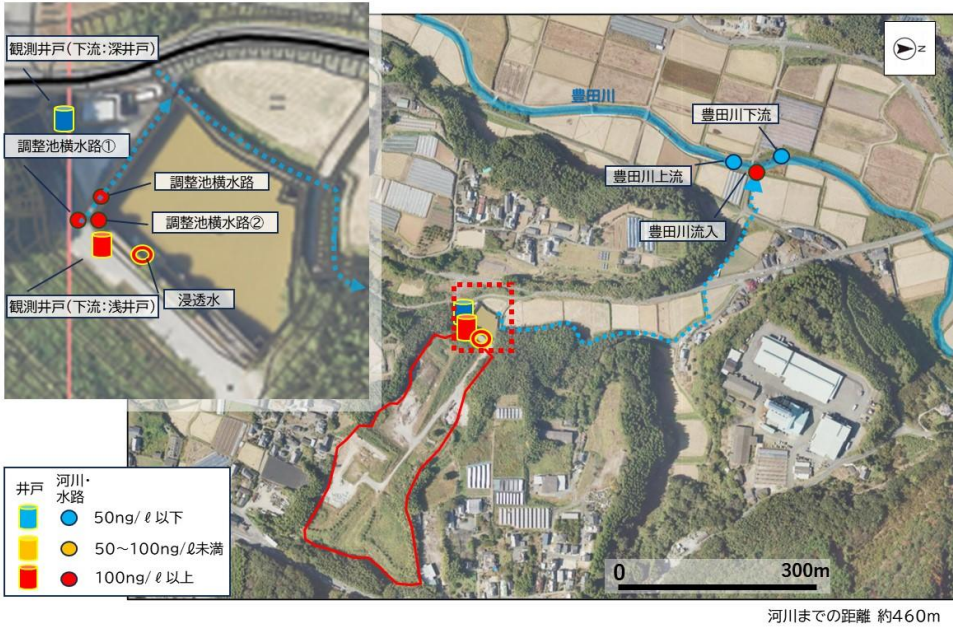 観測井戸(下流:深井戸)
調整池横水路①
調整池横水路
調整池横水路②
観測井戸(下流:浅井戸)
浸透水
N
豊田川
豊田川下流
豊田川上流
豊田川流入
井戸
河川・
水路
50ng/ℓ以下
50~100ng/ℓ未満
100ng/ℓ以上
0 300m
河川までの距離 約460m